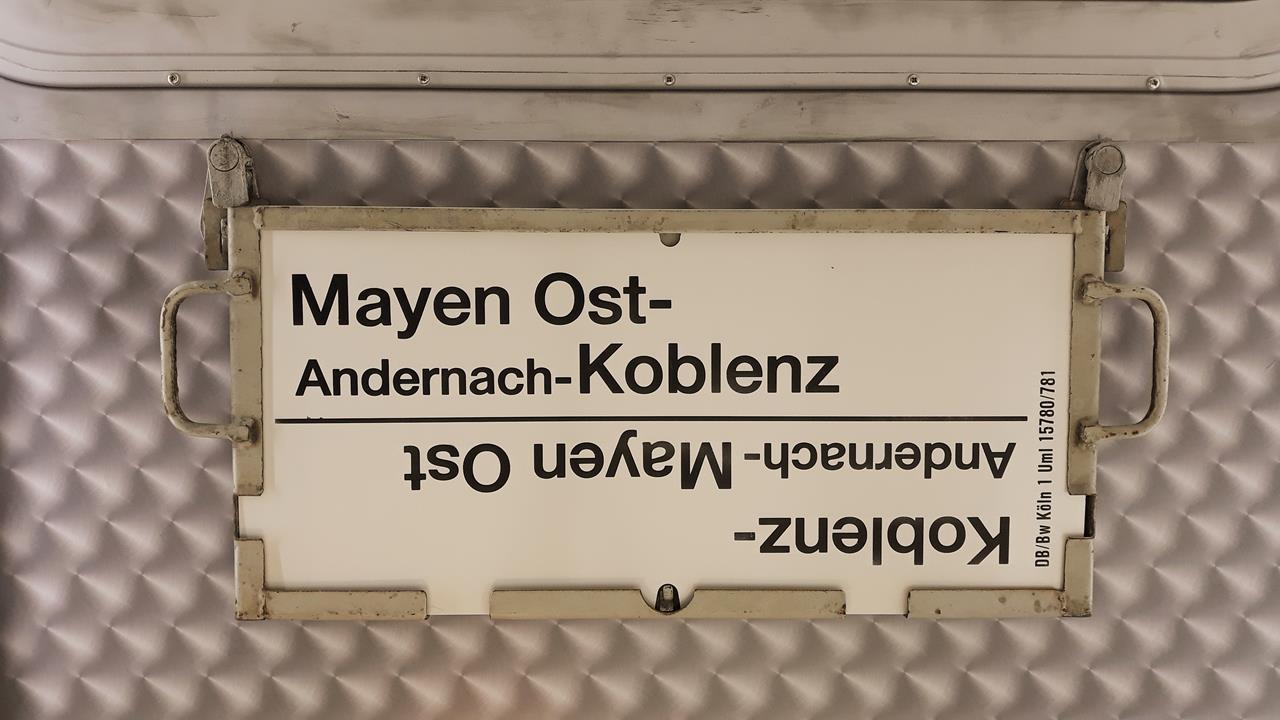 Mayen Ost-
Andernach-Koblenz
Koblenz-
Andernach-Mayen Ost
DB/Bw Köln 1 Uml 15780/781